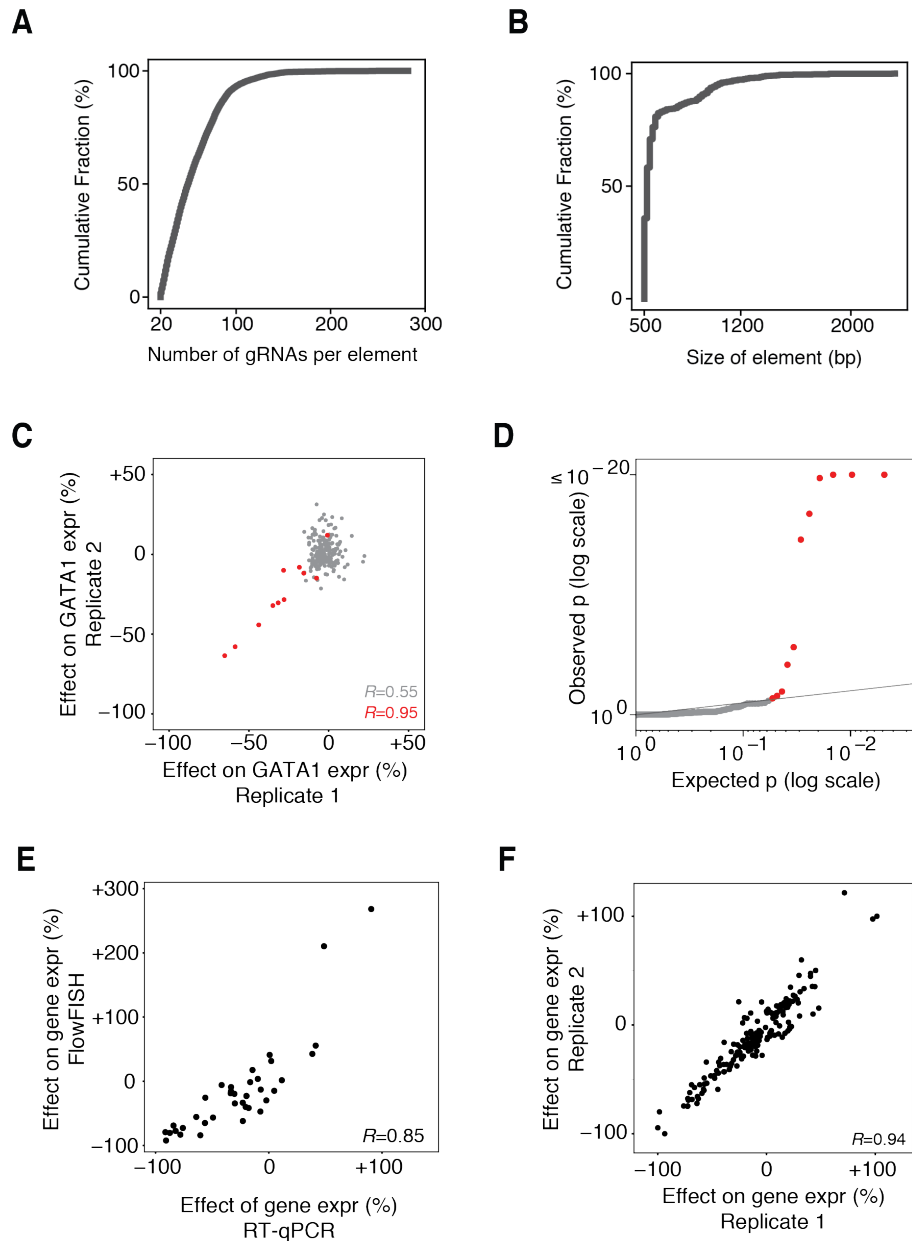 A
Cumulative Fraction (%)
100
50
0
20
100
200
300
Number of gRNAs per element
B
Cumulative Fraction (%)
100
50
0
500
1200
2000
Size of element (bp)
C
Effect on GATA1 expr (%)
Replicate 2
+50
0
−50
−100
R=0.55
R=0.95
−100
−50
0
+50
Effect on GATA1 expr (%)
Replicate 1
D
Observed p (log scale)
≤10-20
10 0
10 0
10 -1
10 -2
Expected p (log scale)
E
Effect on gene expr (%)
FlowFISH
+300
+200
+100
0
−100
R=0.85
−100
0
+100
Effect of gene expr (%)
RT-qPCR
F
Effect on gene expr (%)
Replicate 2
+100
0
−100
R=0.94
−100
0
+100
Effect on gene expr (%)
Replicate 1